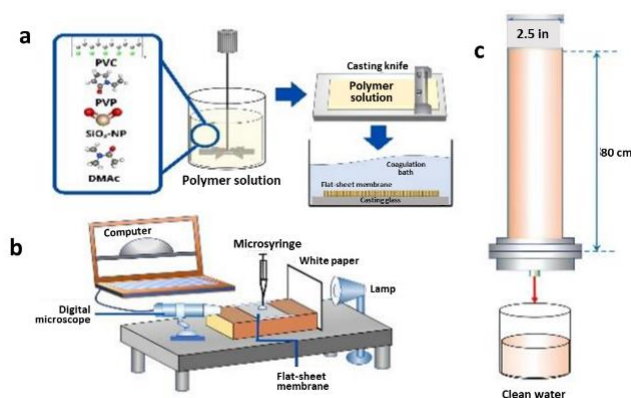 a
PVC
PVP
SiO₂-NP
DMAc
Polymer solution
Casting knife
Polymer
solution
Coagulation
bath
Flat-sheet membrane
Casting glass
b
Computer
Digital
microscope
Microsyringe
White paper
Lamp
Flat-sheet
membrane
c
2.5 in
80 cm
Clean water